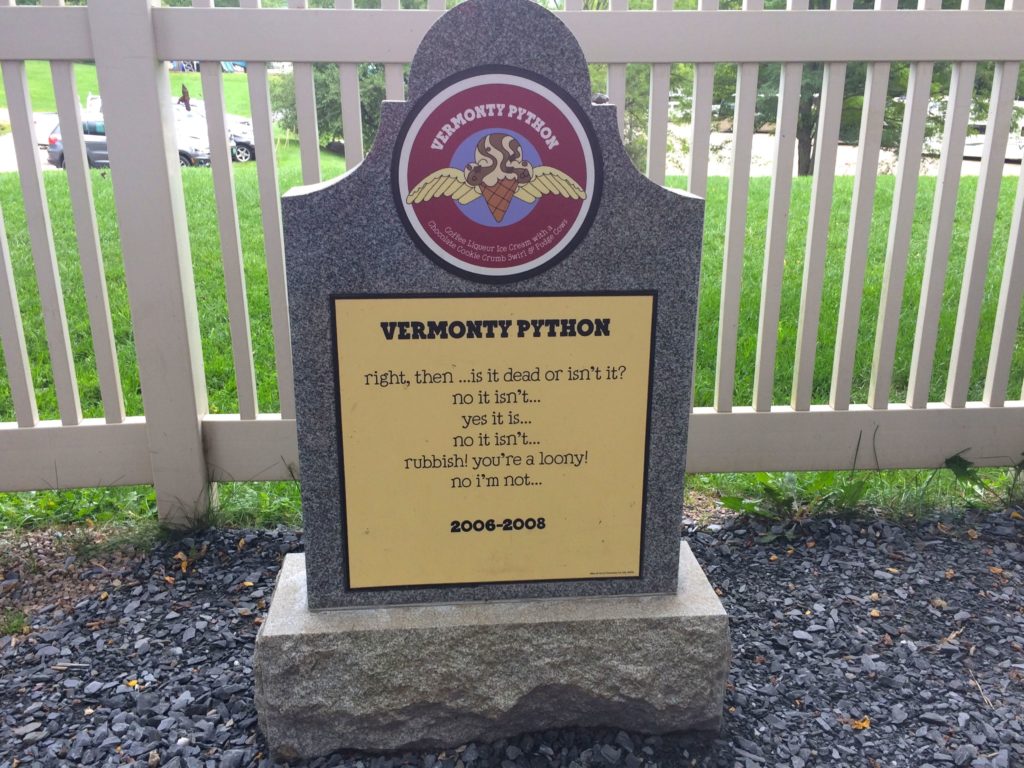 VERMONTY PYTHON
Coffee Liqueur Ice Cream with a
Chocolate Cookie Crumb Swirl & Fudge Cows
VERMONTY PYTHON
right, then ...is it dead or isn't it?
no it isn't...
yes it is...
no it isn't...
rubbish! you're a loony!
no i'm not...
2006-2008